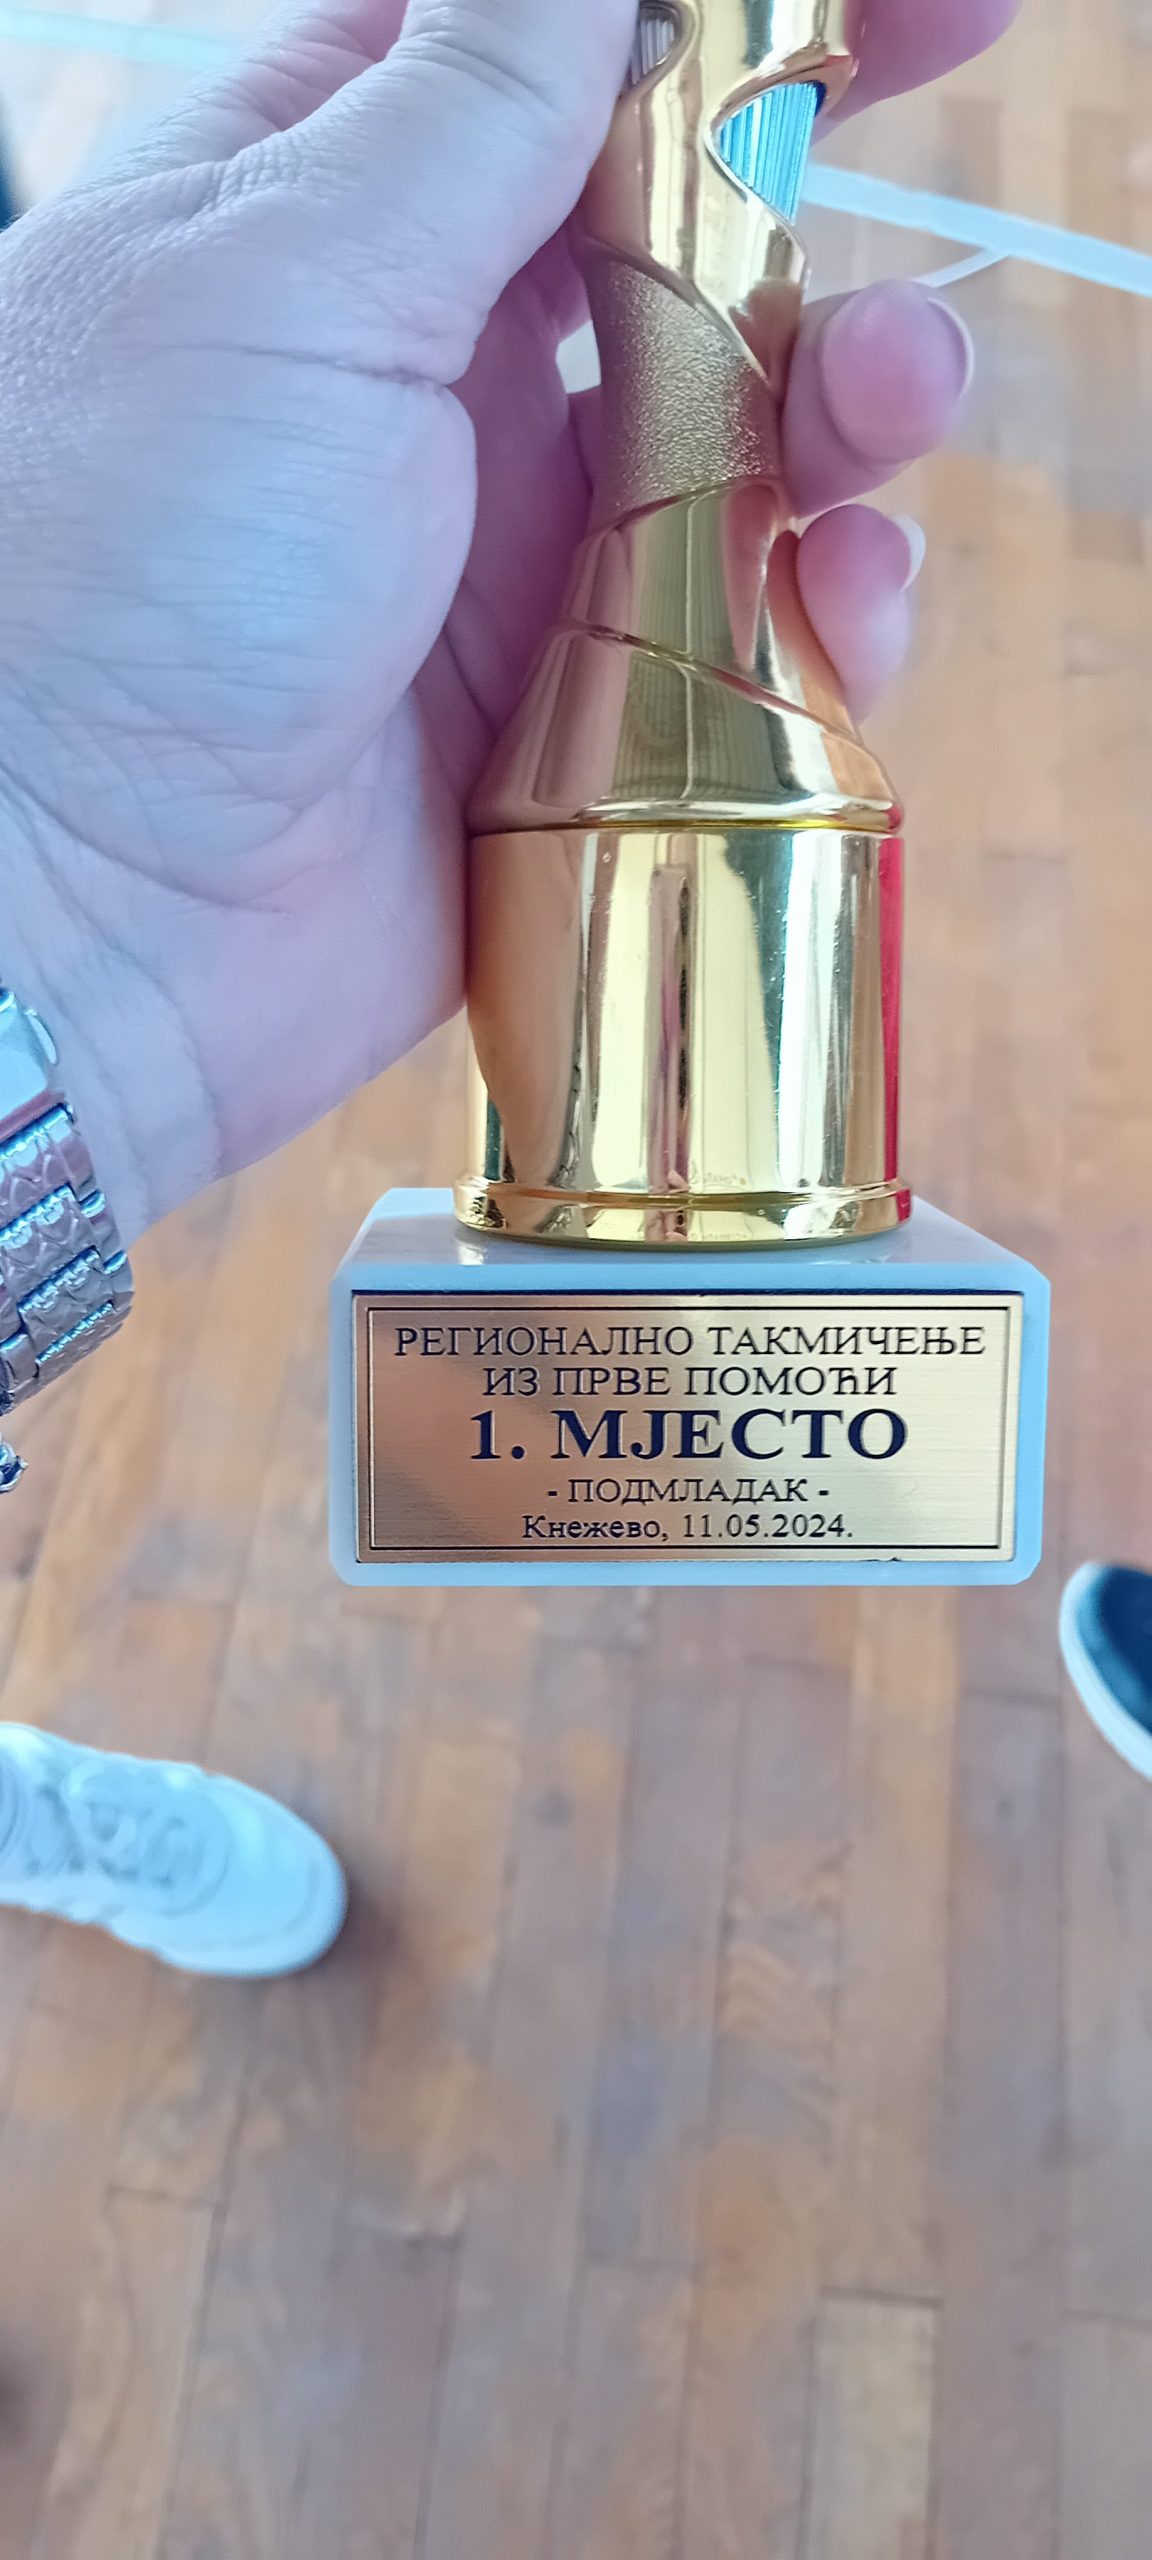 РЕГИОНАЛНО ТАКМИЧЕЊЕ
ИЗ ПРВЕ ПОМОЋИ
1. МЈЕСТО
- ПОДМЛАДАК -
Кнежево, 11.05.2024.